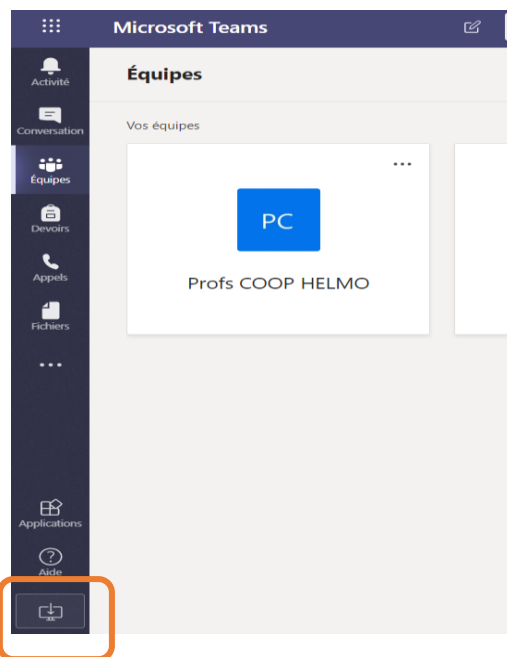 Microsoft Teams
Activité
Équipes
Conversation
Vos équipes
Équipes
PC
Devoirs
Profs COOP HELMO
Appels
Fichiers
Applications
Aide